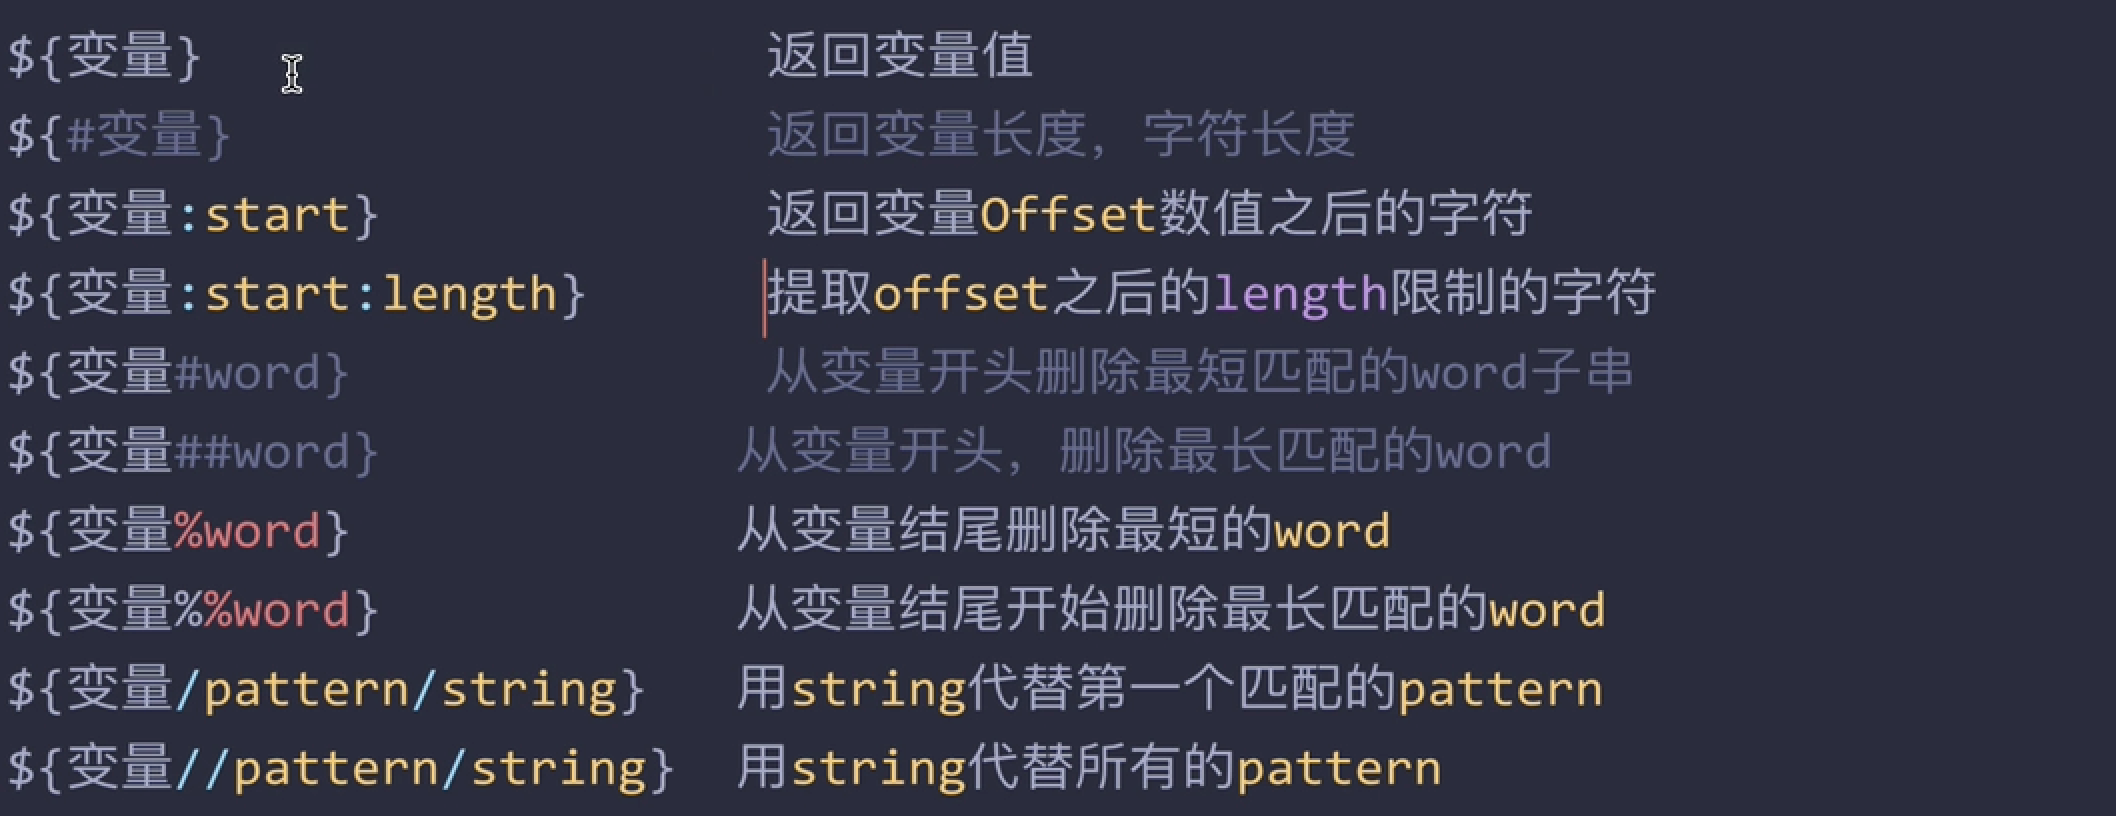 ${变量} 返回变量值
${#变量} 返回变量长度，字符长度
${变量:start} 返回变量Offset数值之后的字符
${变量:start:length} 提取offset之后的length限制的字符
${变量#word} 从变量开头删除最短匹配的word子串
${变量##word} 从变量开头，删除最长匹配的word
${变量%word} 从变量结尾删除最短的word
${变量%%word} 从变量结尾开始删除最长匹配的word
${变量/pattern/string} 用string代替第一个匹配的pattern
${变量//pattern/string} 用string代替所有的pattern